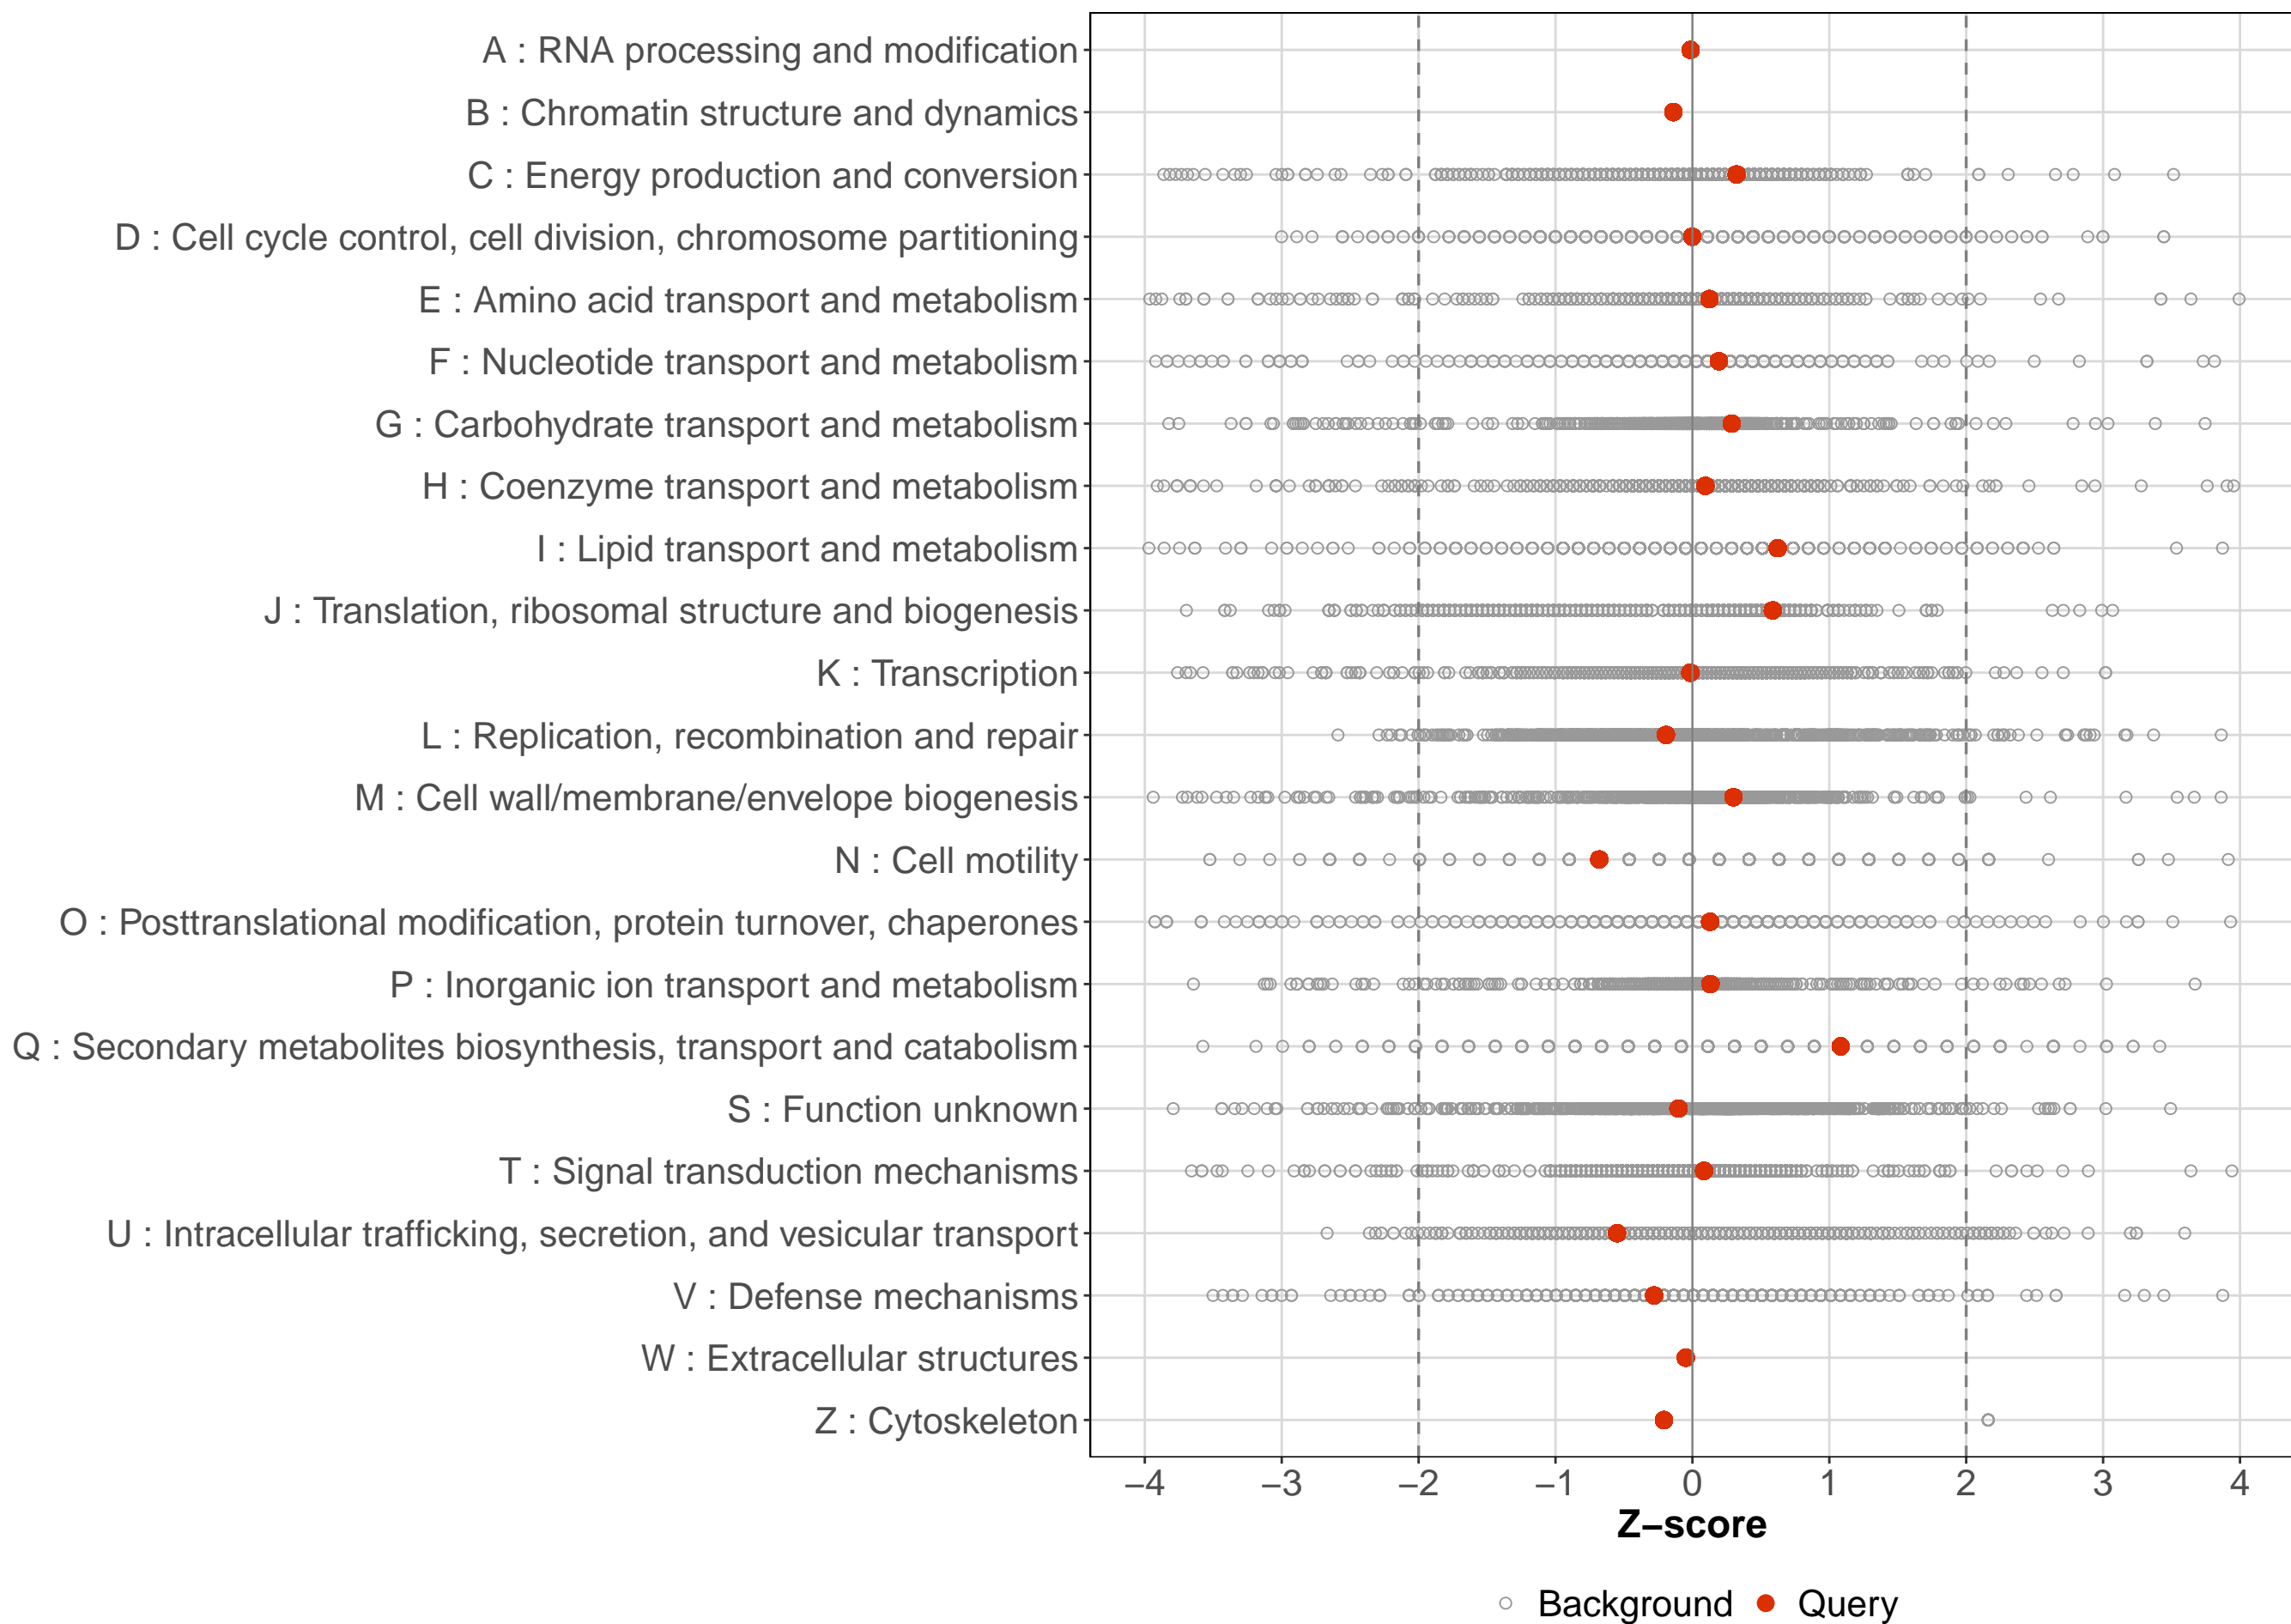 A : RNA processing and modification
B : Chromatin structure and dynamics
C : Energy production and conversion
D : Cell cycle control, cell division, chromosome partitioning
E : Amino acid transport and metabolism
F : Nucleotide transport and metabolism
G : Carbohydrate transport and metabolism
H : Coenzyme transport and metabolism
I : Lipid transport and metabolism
J : Translation, ribosomal structure and biogenesis
K : Transcription
L : Replication, recombination and repair
M : Cell wall/membrane/envelope biogenesis
N : Cell motility
O : Posttranslational modification, protein turnover, chaperones
P : Inorganic ion transport and metabolism
Q : Secondary metabolites biosynthesis, transport and catabolism
S : Function unknown
T : Signal transduction mechanisms
U : Intracellular trafficking, secretion, and vesicular transport
V : Defense mechanisms
W : Extracellular structures
Z : Cytoskeleton
−4 −3 −2 −1 0 1 2 3 4
Z−score
Background Query